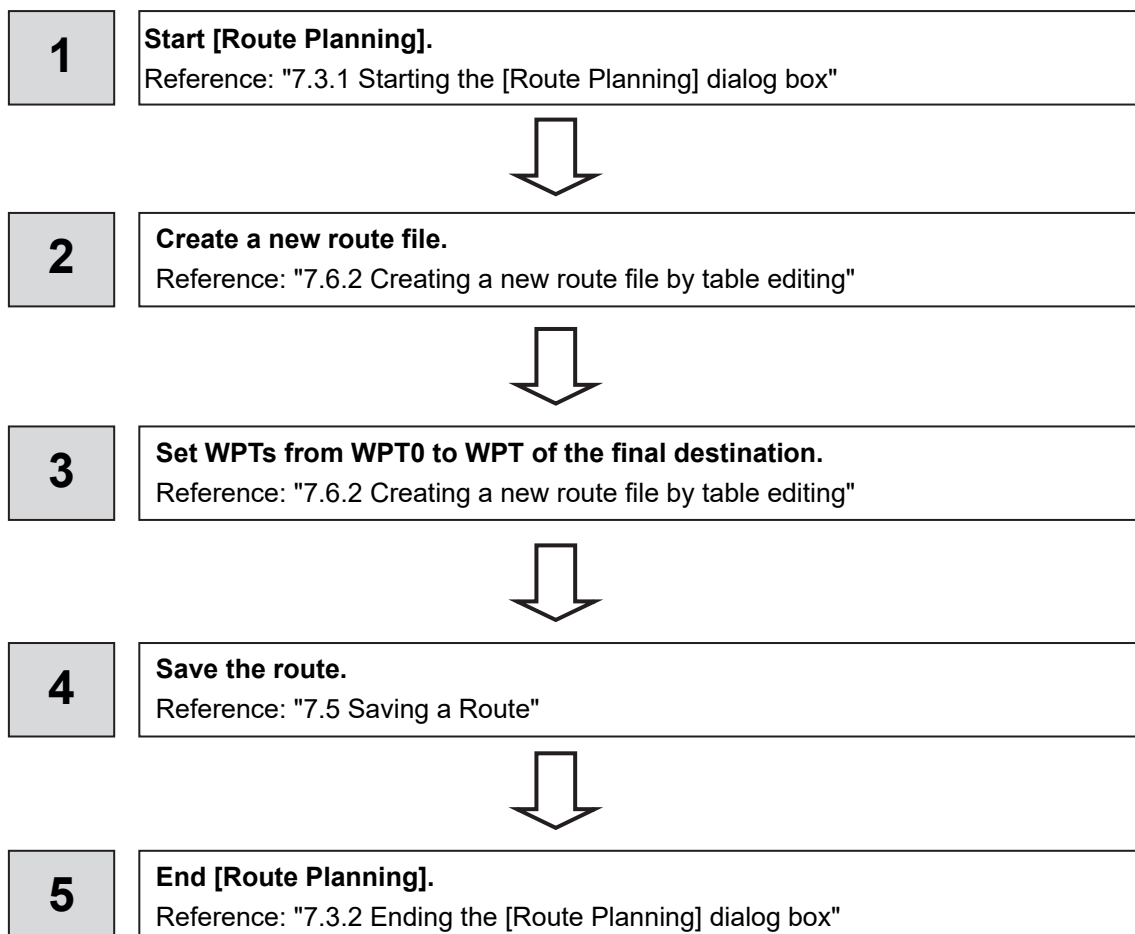 1
Start [Route Planning].
Reference: "7.3.1 Starting the [Route Planning] dialog box"
2
Create a new route file.
Reference: "7.6.2 Creating a new route file by table editing"
3
Set WPTs from WPT0 to WPT of the final destination.
Reference: "7.6.2 Creating a new route file by table editing"
4
Save the route.
Reference: "7.5 Saving a Route"
5
End [Route Planning].
Reference: "7.3.2 Ending the [Route Planning] dialog box"